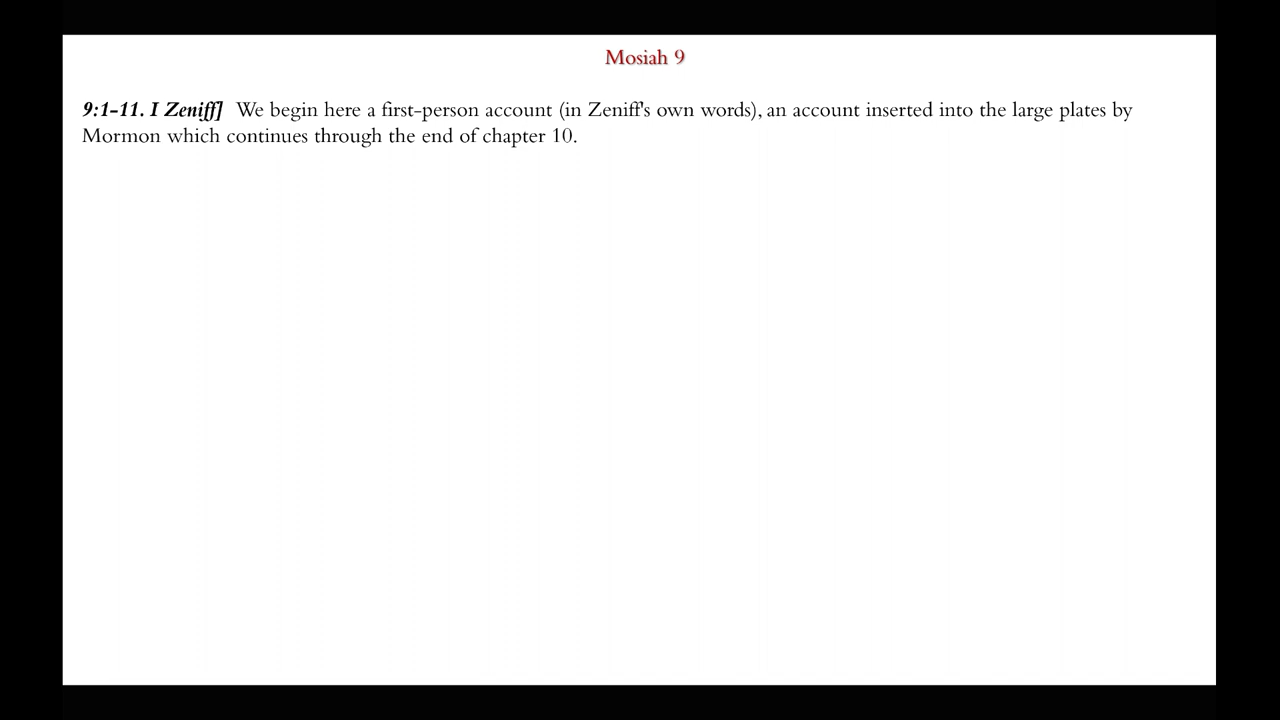 Mosiah 9
9:1-11. I Zeniff] We begin here a first-person account (in Zeniff's own words), an account inserted into the large plates by
Mormon which continues through the end of chapter 10.